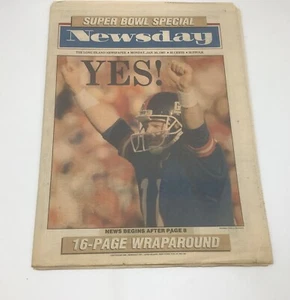 SUPER BOWL SPECIAL
Newsday
YES!
NEWS BEGINS AFTER PAGE 8
16-PAGE WRAPAROUND